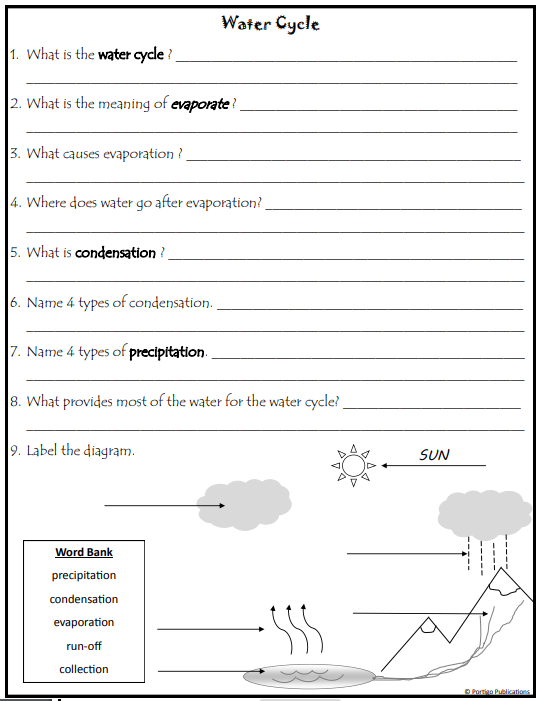 Water Cycle
1. What is the water cycle ?
2. What is the meaning of evaporate ?
3. What causes evaporation ?
4. Where does water go after evaporation?
5. What is condensation ?
6. Name 4 types of condensation.
7. Name 4 types of precipitation.
8. What provides most of the water for the water cycle?
9. Label the diagram.
SUN
Word Bank
precipitation
condensation
evaporation
run-off
collection
© Portigo Publications